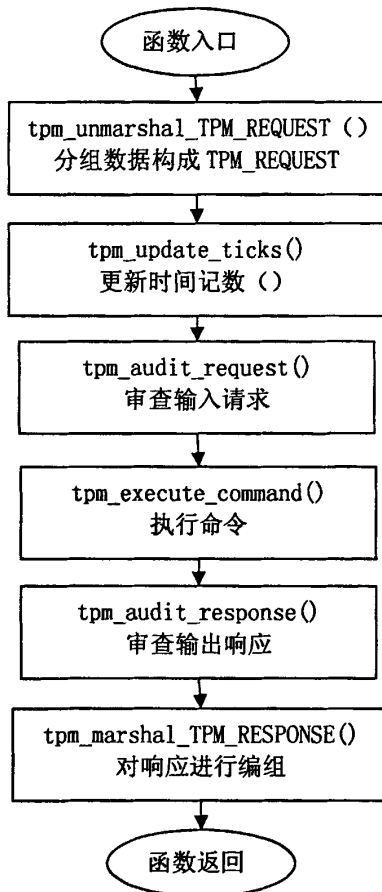 函数入口
tpm_unmarshal_TPM_REQUEST ()
分组数据构成 TPM_REQUEST
tpm_update_ticks()
更新时间记数 ()
tpm_audit_request()
审查输入请求
tpm_execute_command()
执行命令
tpm_audit_response()
审查输出响应
tpm_marshal_TPM_RESPONSE()
对响应进行编组
函数返回